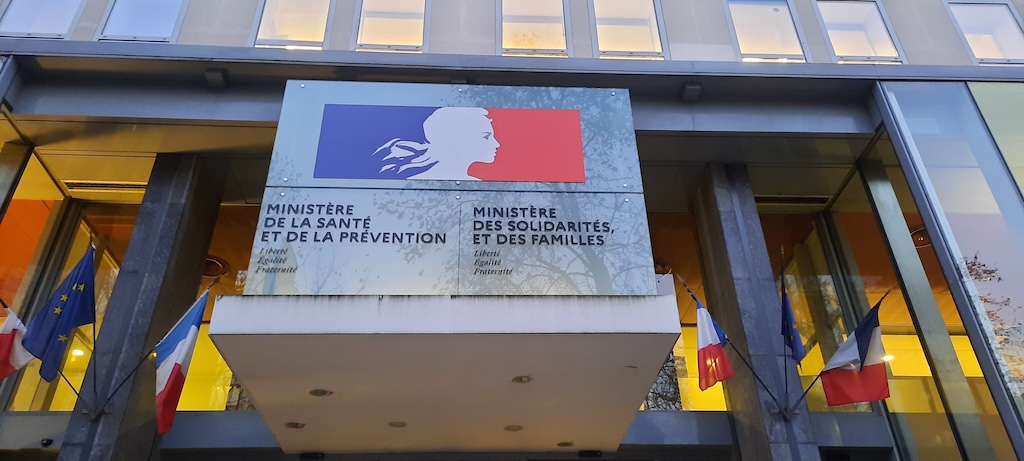 MINISTÈRE
DE LA SANTÉ
ET DE LA PRÉVENTION
Liberté
Égalité
Fraternité
MINISTÈRE
DES SOLIDARITÉS,
ET DES FAMILLES
Liberté
Égalité
Fraternité